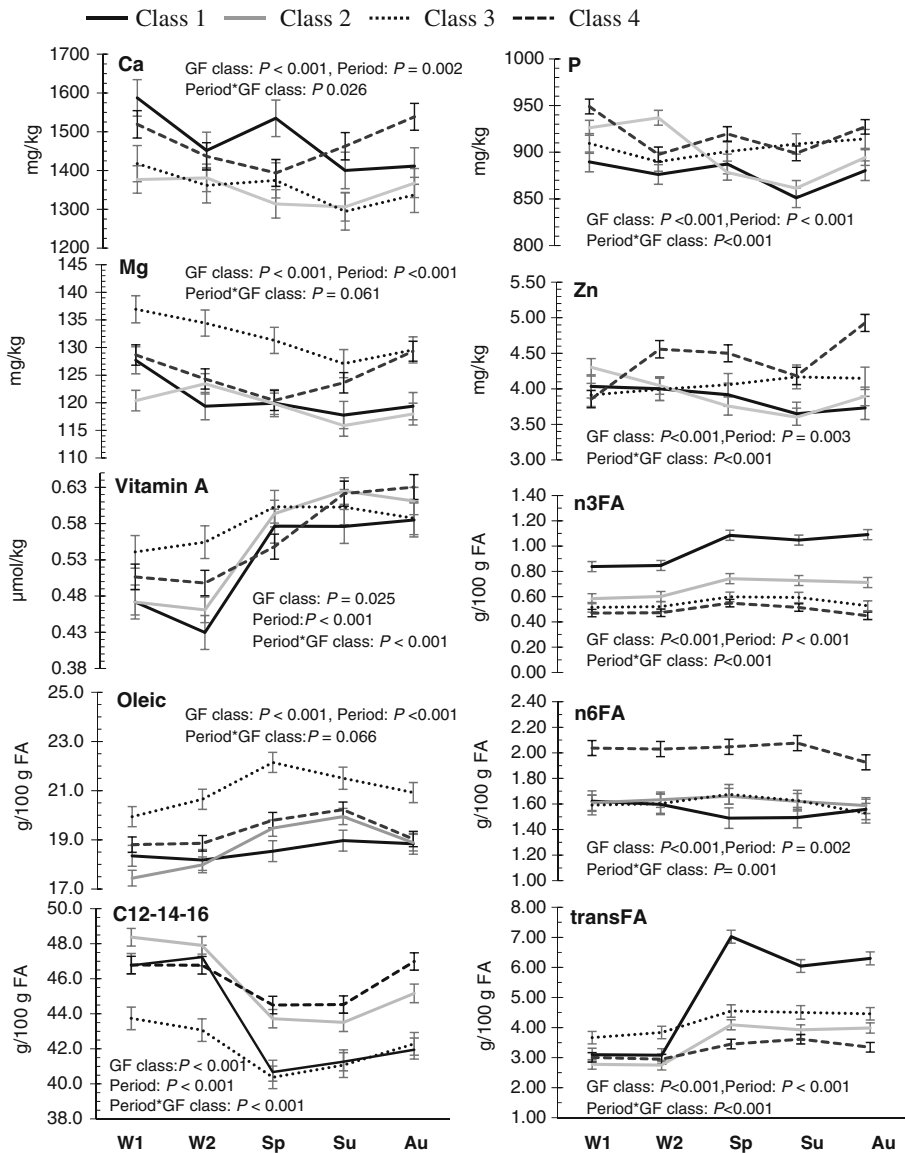 Class 1 Class 2 Class 3 Class 4
Ca
GF class: P < 0.001, Period: P = 0.002
Period*GF class: P 0.026
mg/kg
1700
1600
1500
1400
1300
1200
P
GF class: P <0.001,Period: P < 0.001
Period*GF class: P<0.001
mg/kg
1000
950
900
850
800
Mg
GF class: P < 0.001, Period: P <0.001
Period*GF class: P = 0.061
mg/kg
145
140
135
130
125
120
115
110
Zn
GF class: P<0.001,Period: P = 0.003
Period*GF class: P<0.001
mg/kg
5.50
5.00
4.50
4.00
3.50
3.00
Vitamin A
GF class: P = 0.025
Period:P < 0.001
Period*GF class: P < 0.001
µmol/kg
0.63
0.58
0.53
0.48
0.43
0.38
n3FA
GF class: P<0.001,Period: P < 0.001
Period*GF class: P<0.001
g/100 g FA
1.40
1.20
1.00
0.80
0.60
0.40
0.20
0.00
Oleic
GF class: P < 0.001, Period: P <0.001
Period*GF class:P = 0.066
g/100 g FA
25.0
23.0
21.0
19.0
17.0
n6FA
GF class: P<0.001,Period: P = 0.002
Period*GF class: P= 0.001
g/100 g FA
2.40
2.20
2.00
1.80
1.60
1.40
1.20
1.00
C12-14-16
GF class:P < 0.001
Period: P < 0.001
Period*GF class: P < 0.001
g/100 g FA
48.0
46.0
44.0
42.0
40.0
38.0
W1 W2 Sp Su Au
transFA
GF class: P<0.001,Period: P < 0.001
Period*GF class: P<0.001
g/100 g FA
8.00
7.00
6.00
5.00
4.00
3.00
2.00
1.00
W1 W2 Sp Su Au